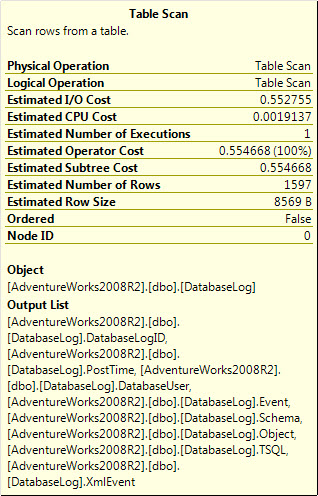 Table Scan
Scan rows from a table.
Physical Operation Table Scan
Logical Operation Table Scan
Estimated I/O Cost 0.552755
Estimated CPU Cost 0.0019137
Estimated Number of Executions 1
Estimated Operator Cost 0.554668 (100%)
Estimated Subtree Cost 0.554668
Estimated Number of Rows 1597
Estimated Row Size 8569 B
Ordered False
Node ID 0
Object
[AdventureWorks2008R2].[dbo].[DatabaseLog]
Output List
[AdventureWorks2008R2].[dbo].
[DatabaseLog].DatabaseLogID,
[AdventureWorks2008R2].[dbo].
[DatabaseLog].PostTime, [AdventureWorks2008R2].
[dbo].[DatabaseLog].DatabaseUser,
[AdventureWorks2008R2].[dbo].[DatabaseLog].Event,
[AdventureWorks2008R2].[dbo].[DatabaseLog].Schema,
[AdventureWorks2008R2].[dbo].[DatabaseLog].Object,
[AdventureWorks2008R2].[dbo].[DatabaseLog].TSQL,
[AdventureWorks2008R2].[dbo].
[DatabaseLog].XmlEvent